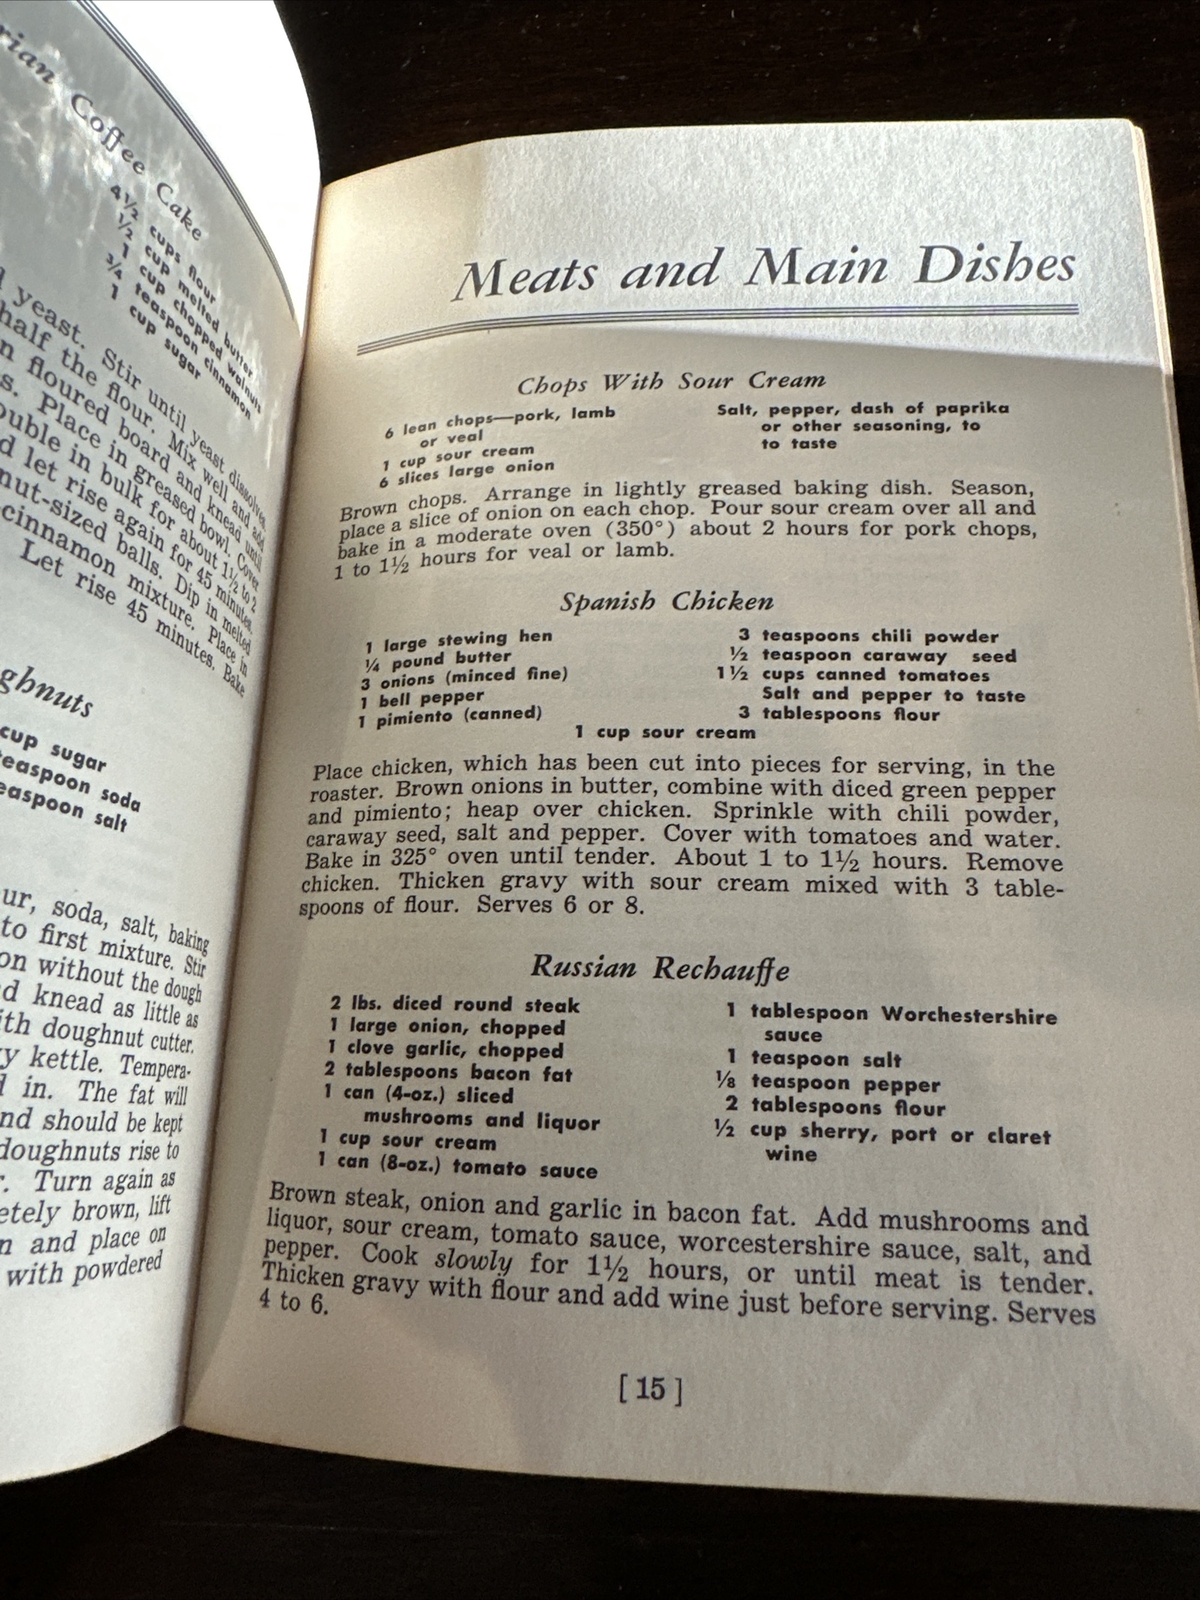 rian Coffee Cake
4½ cups flour
½ cup melted butter
1 cup chopped walnuts
¾ teaspoon cinnamon
1 cup sugar
yeast. Stir until yeast dissolves
half the flour. Mix well and add
n floured board and knead until
s. Place in greased bowl. Cover
ouble in bulk for about 1½ to 2
d let rise again for 45 minutes.
nut-sized balls. Dip in melted
cinnamon mixture. Place in
Let rise 45 minutes. Bake
ghnuts
cup sugar
teaspoon soda
easpoon salt
ur, soda, salt, baking
to first mixture. Stir
on without the dough
d knead as little as
ith doughnut cutter.
y kettle. Tempera-
d in. The fat will
nd should be kept
doughnuts rise to
r. Turn again as
etely brown, lift
n and place on
with powdered
Meats and Main Dishes
Chops With Sour Cream
6 lean chops—pork, lamb
or veal
1 cup sour cream
6 slices large onion
Salt, pepper, dash of paprika
or other seasoning, to
to taste
Brown chops. Arrange in lightly greased baking dish. Season,
place a slice of onion on each chop. Pour sour cream over all and
bake in a moderate oven (350°) about 2 hours for pork chops,
1 to 1½ hours for veal or lamb.
Spanish Chicken
1 large stewing hen
¼ pound butter
3 onions (minced fine)
1 bell pepper
1 pimiento (canned)
3 teaspoons chili powder
½ teaspoon caraway seed
1½ cups canned tomatoes
Salt and pepper to taste
3 tablespoons flour
1 cup sour cream
Place chicken, which has been cut into pieces for serving, in the
roaster. Brown onions in butter, combine with diced green pepper
and pimiento; heap over chicken. Sprinkle with chili powder,
caraway seed, salt and pepper. Cover with tomatoes and water.
Bake in 325° oven until tender. About 1 to 1½ hours. Remove
chicken. Thicken gravy with sour cream mixed with 3 table-
spoons of flour. Serves 6 or 8.
Russian Rechauffe
2 lbs. diced round steak
1 large onion, chopped
1 clove garlic, chopped
2 tablespoons bacon fat
1 can (4-oz.) sliced
mushrooms and liquor
1 cup sour cream
1 can (8-oz.) tomato sauce
1 tablespoon Worchestershire
sauce
1 teaspoon salt
⅛ teaspoon pepper
2 tablespoons flour
½ cup sherry, port or claret
wine
Brown steak, onion and garlic in bacon fat. Add mushrooms and
liquor, sour cream, tomato sauce, worcestershire sauce, salt, and
pepper. Cook slowly for 1½ hours, or until meat is tender.
Thicken gravy with flour and add wine just before serving. Serves
4 to 6.
[ 15 ]